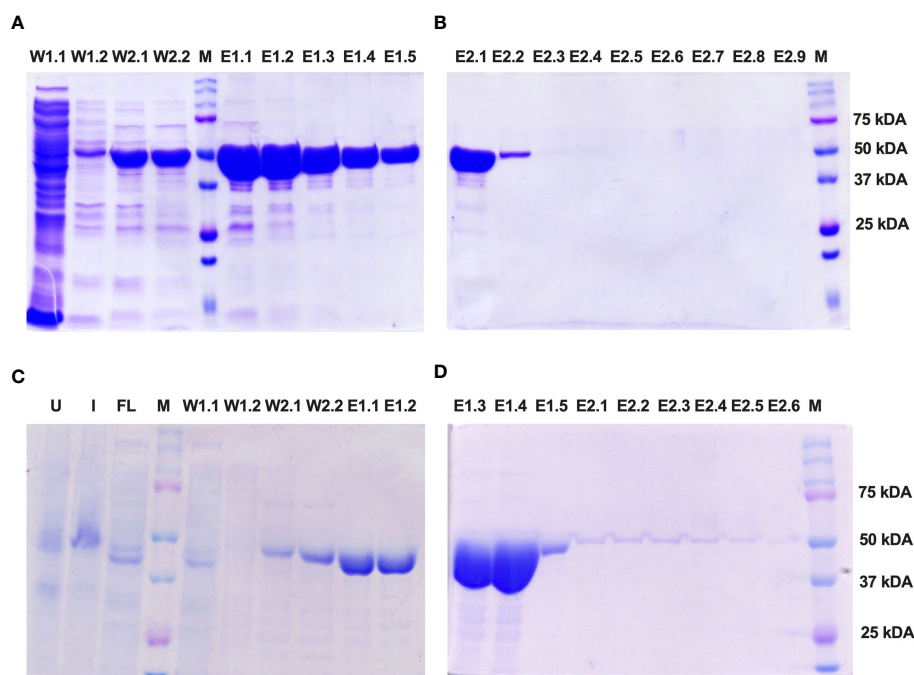 A
W1.1 W1.2 W2.1 W2.2 M E1.1 E1.2 E1.3 E1.4 E1.5
B
E2.1 E2.2 E2.3 E2.4 E2.5 E2.6 E2.7 E2.8 E2.9 M
75 kDA
50 kDA
37 kDA
25 kDA
C
U I FL M W1.1 W1.2 W2.1 W2.2 E1.1 E1.2
D
E1.3 E1.4 E1.5 E2.1 E2.2 E2.3 E2.4 E2.5 E2.6 M
75 kDA
50 kDA
37 kDA
25 kDA